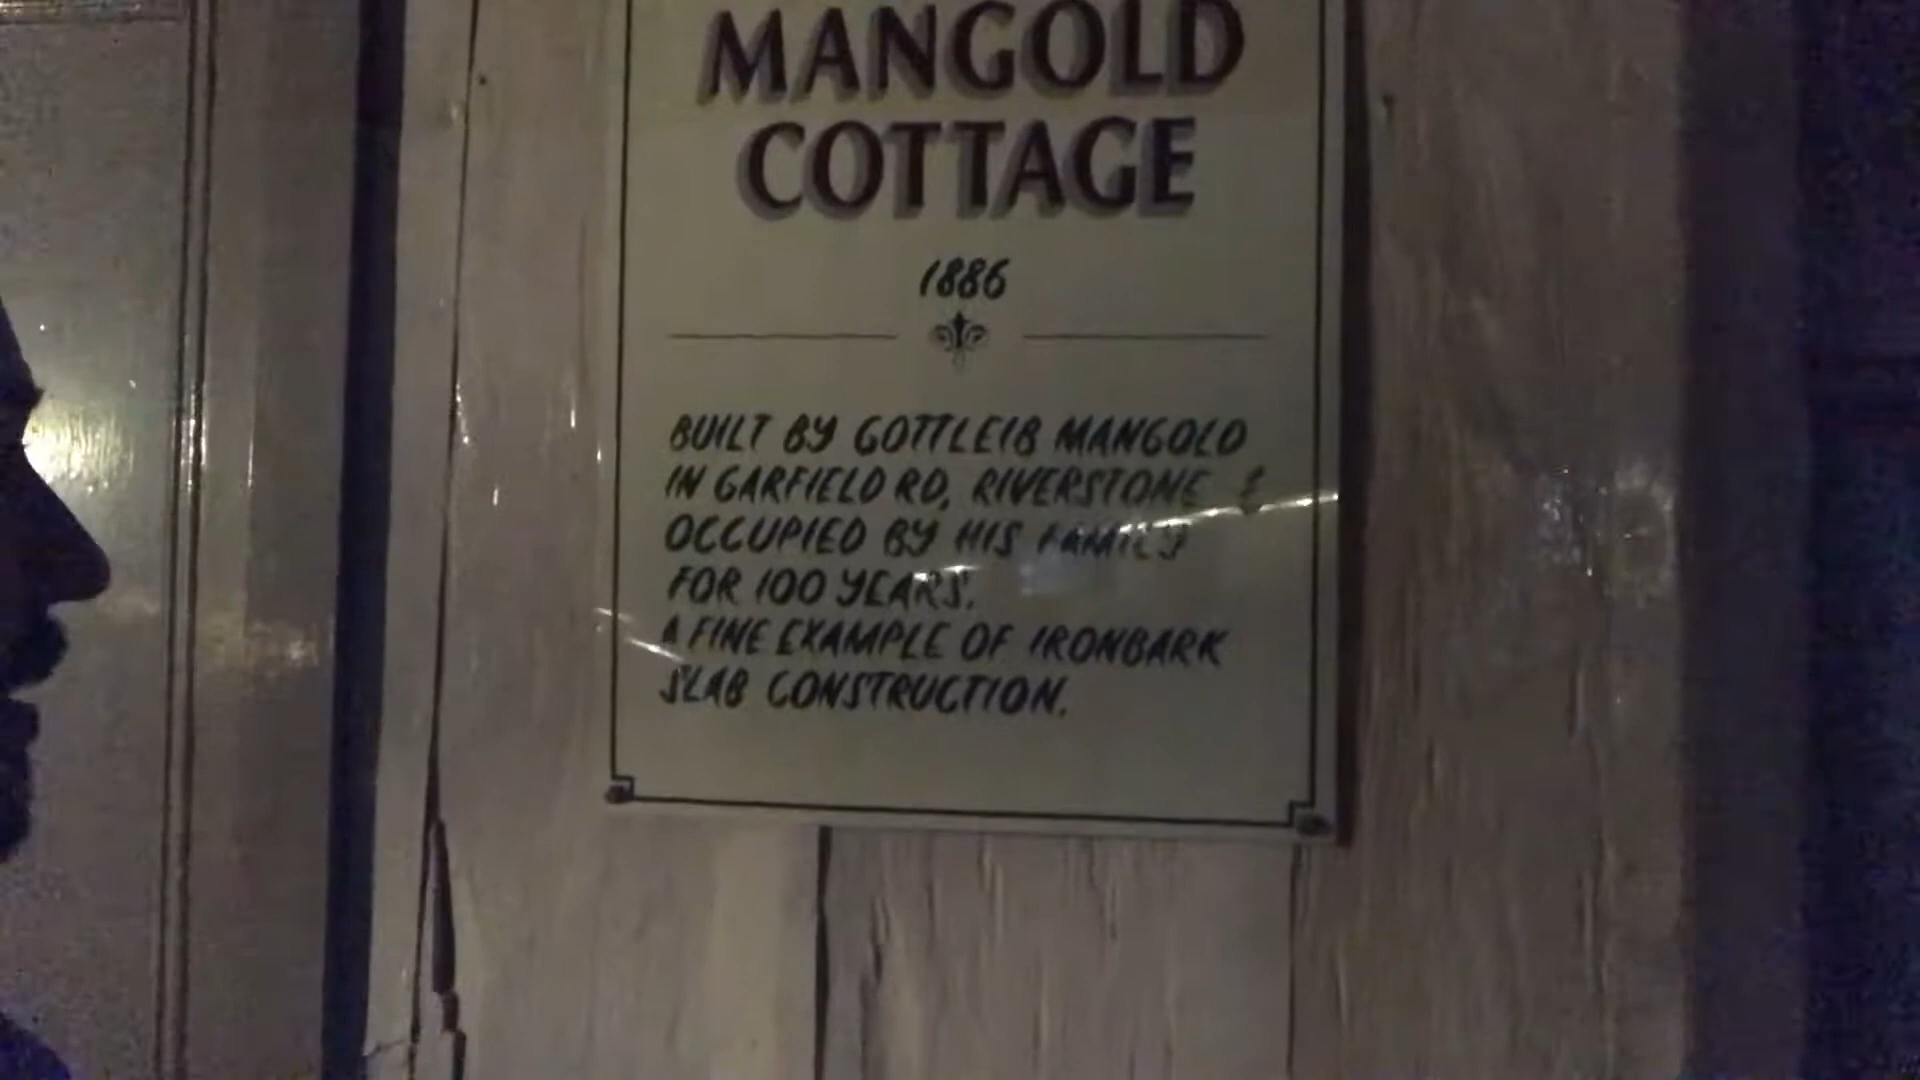 MANGOLD
COTTAGE
1886
BUILT BY GOTTLEIB MANGOLD
IN GARFIELD RD, RIVERSTONE &
OCCUPIED BY HIS FAMILY
FOR 100 YEARS.
A FINE EXAMPLE OF IRONBARK
SLAB CONSTRUCTION.